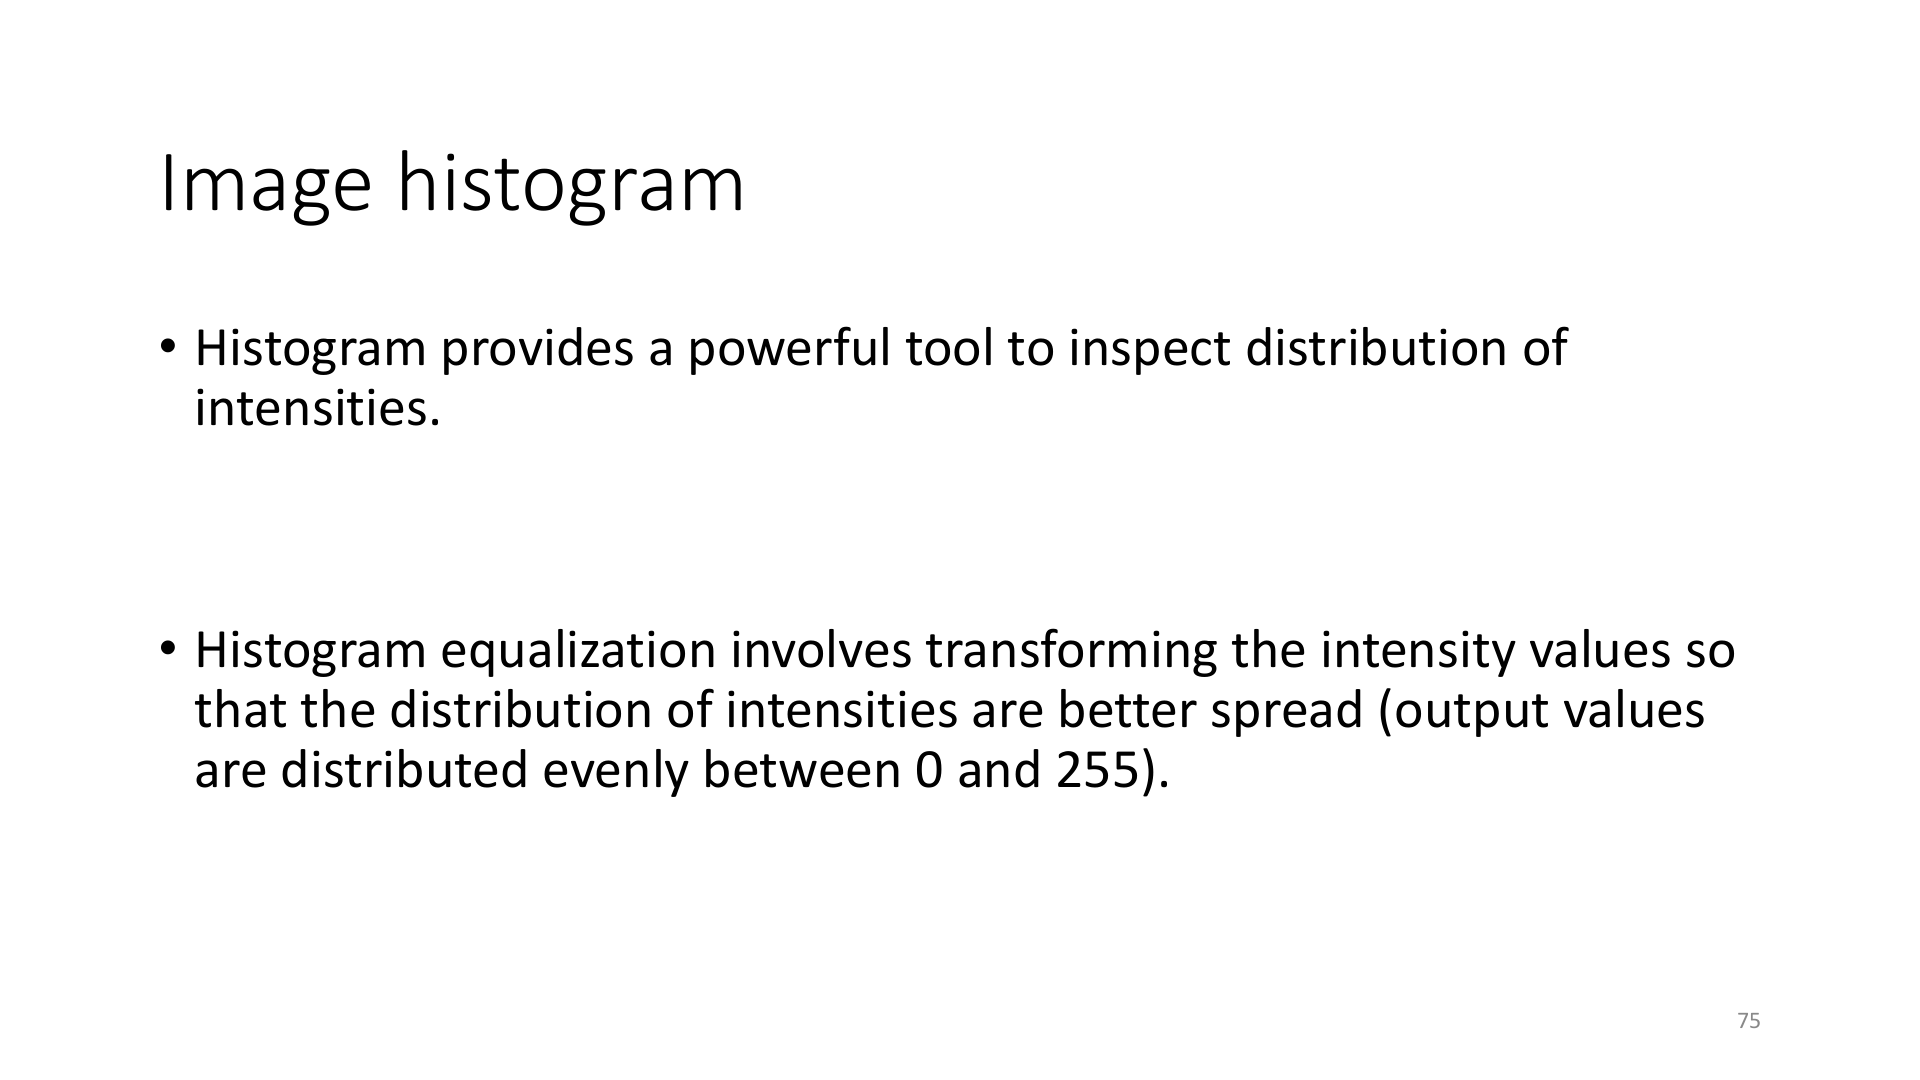 Image histogram
• Histogram provides a powerful tool to inspect distribution of
intensities.
• Histogram equalization involves transforming the intensity values so
that the distribution of intensities are better spread (output values
are distributed evenly between 0 and 255).
75